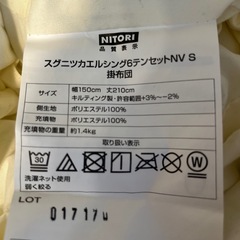 NITORI
品質表示
スグニツカエルシング6テンセットNV S
掛布団
サイズ 幅150cm 丈210cm
キルティング製・許容範囲+3%～-2%
側生地 ポリエステル100%
充填物 ポリエステル100%
充填物の重量 約1.4kg
取り扱い表示
30
洗濯ネット使用
弱く絞る
LOT
01717u